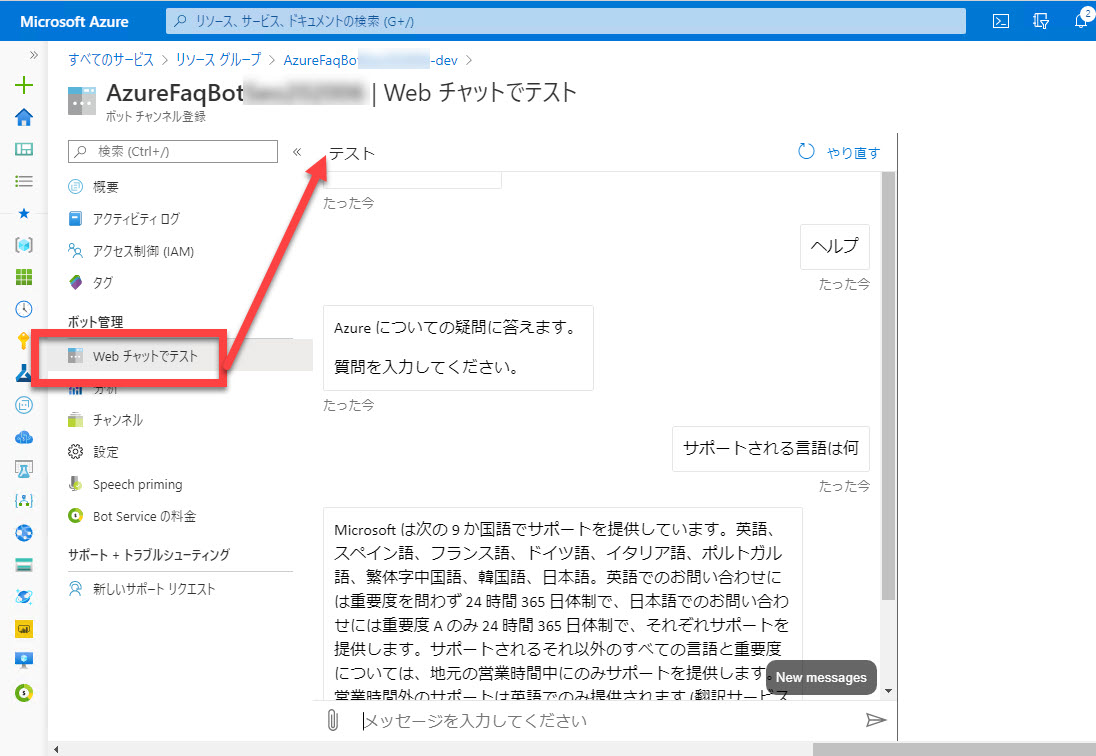 Microsoft Azure
リソース、サービス、ドキュメントの検索 (G+/)
2
すべてのサービス > リソース グループ > AzureFaqBot -dev >
AzureFaqBot | Web チャットでテスト
ボット チャンネル登録
検索 (Ctrl+/)
概要
アクティビティ ログ
アクセス制御 (IAM)
タグ
ボット管理
Web チャットでテスト
分析
チャンネル
設定
Speech priming
Bot Service の料金
サポート + トラブルシューティング
新しいサポート リクエスト
テスト
やり直す
たった今
ヘルプ
たった今
Azure についての疑問に答えます。
質問を入力してください。
たった今
サポートされる言語は何
たった今
Microsoft は次の 9 か国語でサポートを提供しています。英語、
スペイン語、フランス語、ドイツ語、イタリア語、ポルトガル
語、繁体字中国語、韓国語、日本語。英語でのお問い合わせに
は重要度を問わず 24 時間 365 日体制で、日本語でのお問い合わ
せには重要度 A のみ 24 時間 365 日体制で、それぞれサポートを
提供します。サポートされるそれ以外のすべての言語と重要度
については、地元の営業時間中にのみサポートを提供します。
営業時間外のサポートは英語でのみ提供されます (翻訳サービス
New messages
メッセージを入力してください